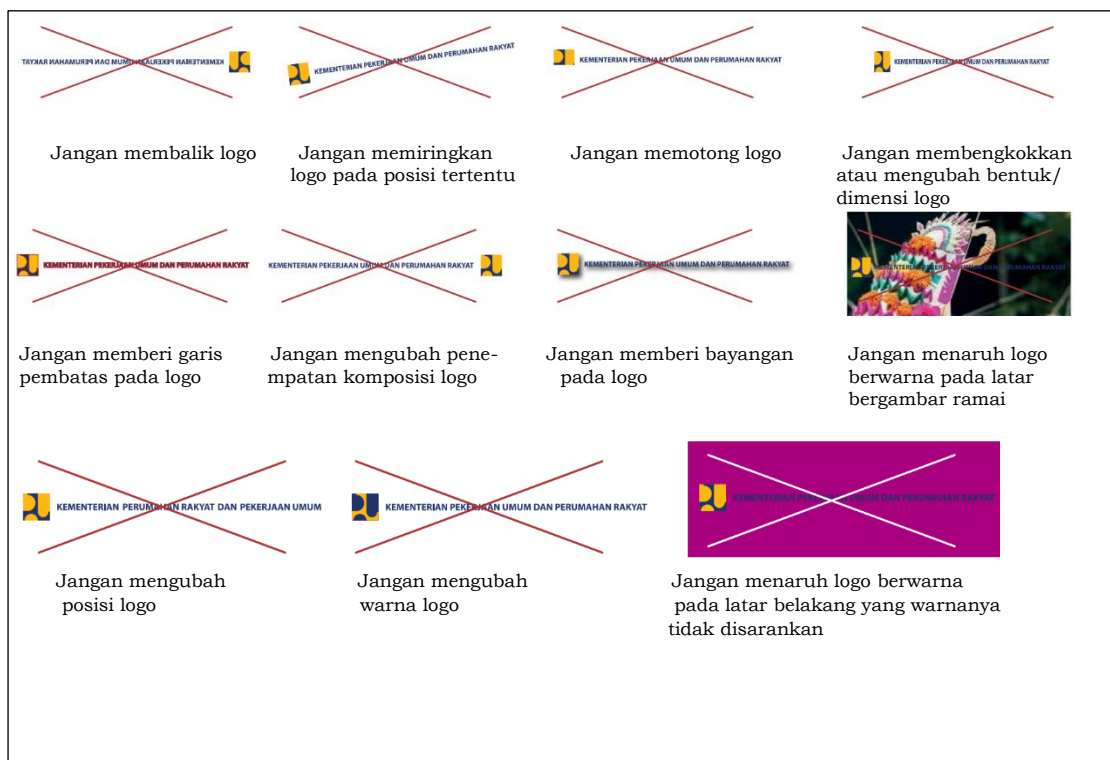 KEMENTERIAN PEKERJAAN UMUM DAN PERUMAHAN RAKYAT
KEMENTERIAN PEKERJAAN UMUM DAN PERUMAHAN RAKYAT
KEMENTERIAN PEKERJAAN UMUM DAN PERUMAHAN RAKYAT
KEMENTERIAN PEKERJAAN UMUM DAN PERUMAHAN RAKYAT
Jangan membalik logo
Jangan memiringkan
logo pada posisi tertentu
Jangan memotong logo
Jangan membengkokkan
atau mengubah bentuk/
dimensi logo
KEMENTERIAN PEKERJAAN UMUM DAN PERUMAHAN RAKYAT
KEMENTERIAN PEKERJAAN UMUM DAN PERUMAHAN RAKYAT
KEMENTERIAN PEKERJAAN UMUM DAN PERUMAHAN RAKYAT
KEMENTERIAN PEKERJAAN UMUM DAN PERUMAHAN RAKYAT
Jangan memberi garis
pembatas pada logo
Jangan mengubah pene-
mpatan komposisi logo
Jangan memberi bayangan
pada logo
Jangan menaruh logo
berwarna pada latar
bergambar ramai
KEMENTERIAN PERUMAHAN RAKYAT DAN PEKERJAAN UMUM
KEMENTERIAN PEKERJAAN UMUM DAN PERUMAHAN RAKYAT
KEMENTERIAN PEKERJAAN UMUM DAN PERUMAHAN RAKYAT
Jangan mengubah
posisi logo
Jangan mengubah
warna logo
Jangan menaruh logo berwarna
pada latar belakang yang warnanya
tidak disarankan